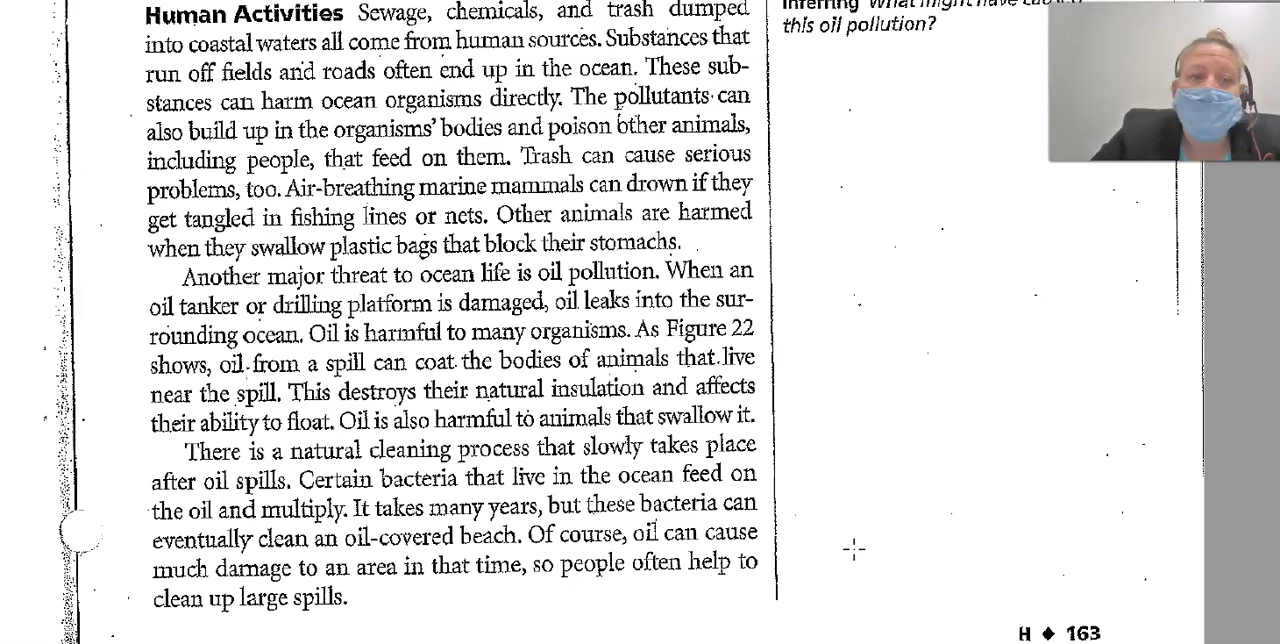 Human Activities Sewage, chemicals, and trash dumped
into coastal waters all come from human sources. Substances that
run off fields and roads often end up in the ocean. These sub-
stances can harm ocean organisms directly. The pollutants can
also build up in the organisms' bodies and poison other animals,
including people, that feed on them. Trash can cause serious
problems, too. Air-breathing marine mammals can drown if they
get tangled in fishing lines or nets. Other animals are harmed
when they swallow plastic bags that block their stomachs.
Another major threat to ocean life is oil pollution. When an
oil tanker or drilling platform is damaged, oil leaks into the sur-
rounding ocean. Oil is harmful to many organisms. As Figure 22
shows, oil from a spill can coat the bodies of animals that live
near the spill. This destroys their natural insulation and affects
their ability to float. Oil is also harmful to animals that swallow it.
There is a natural cleaning process that slowly takes place
after oil spills. Certain bacteria that live in the ocean feed on
the oil and multiply. It takes many years, but these bacteria can
eventually clean an oil-covered beach. Of course, oil can cause
much damage to an area in that time, so people often help to
clean up large spills.
Inferring What might have
this oil pollution?
H ◆ 163